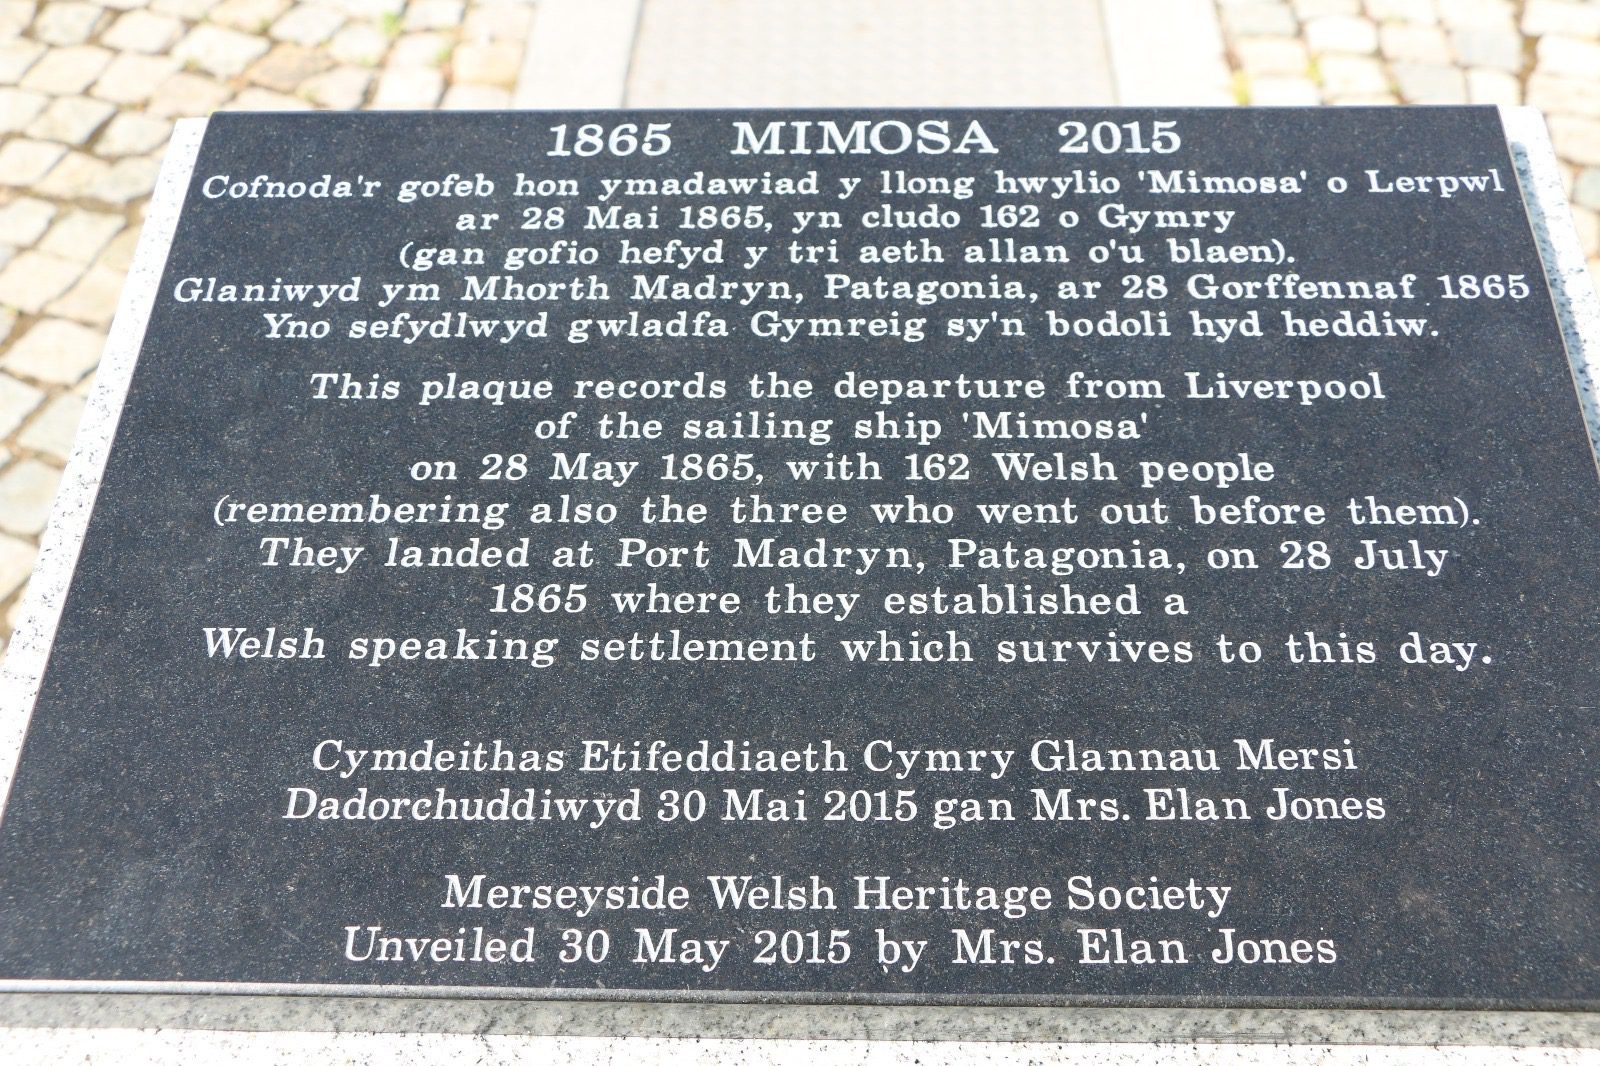 1865 MIMOSA 2015
Cofnoda'r gofeb hon ymadawiad y llong hwylio 'Mimosa' o Lerpwl
ar 28 Mai 1865, yn cludo 162 o Gymry
(gan gofio hefyd y tri aeth allan o'u blaen).
Glaniwyd ym Mhorth Madryn, Patagonia, ar 28 Gorffennaf 1865
Yno sefydlwyd gwladfa Gymreig sy'n bodoli hyd heddiw.
This plaque records the departure from Liverpool
of the sailing ship 'Mimosa'
on 28 May 1865, with 162 Welsh people
(remembering also the three who went out before them).
They landed at Port Madryn, Patagonia, on 28 July
1865 where they established a
Welsh speaking settlement which survives to this day.
Cymdeithas Etifeddiaeth Cymry Glannau Mersi
Dadorchuddiwyd 30 Mai 2015 gan Mrs. Elan Jones
Merseyside Welsh Heritage Society
Unveiled 30 May 2015 by Mrs. Elan Jones